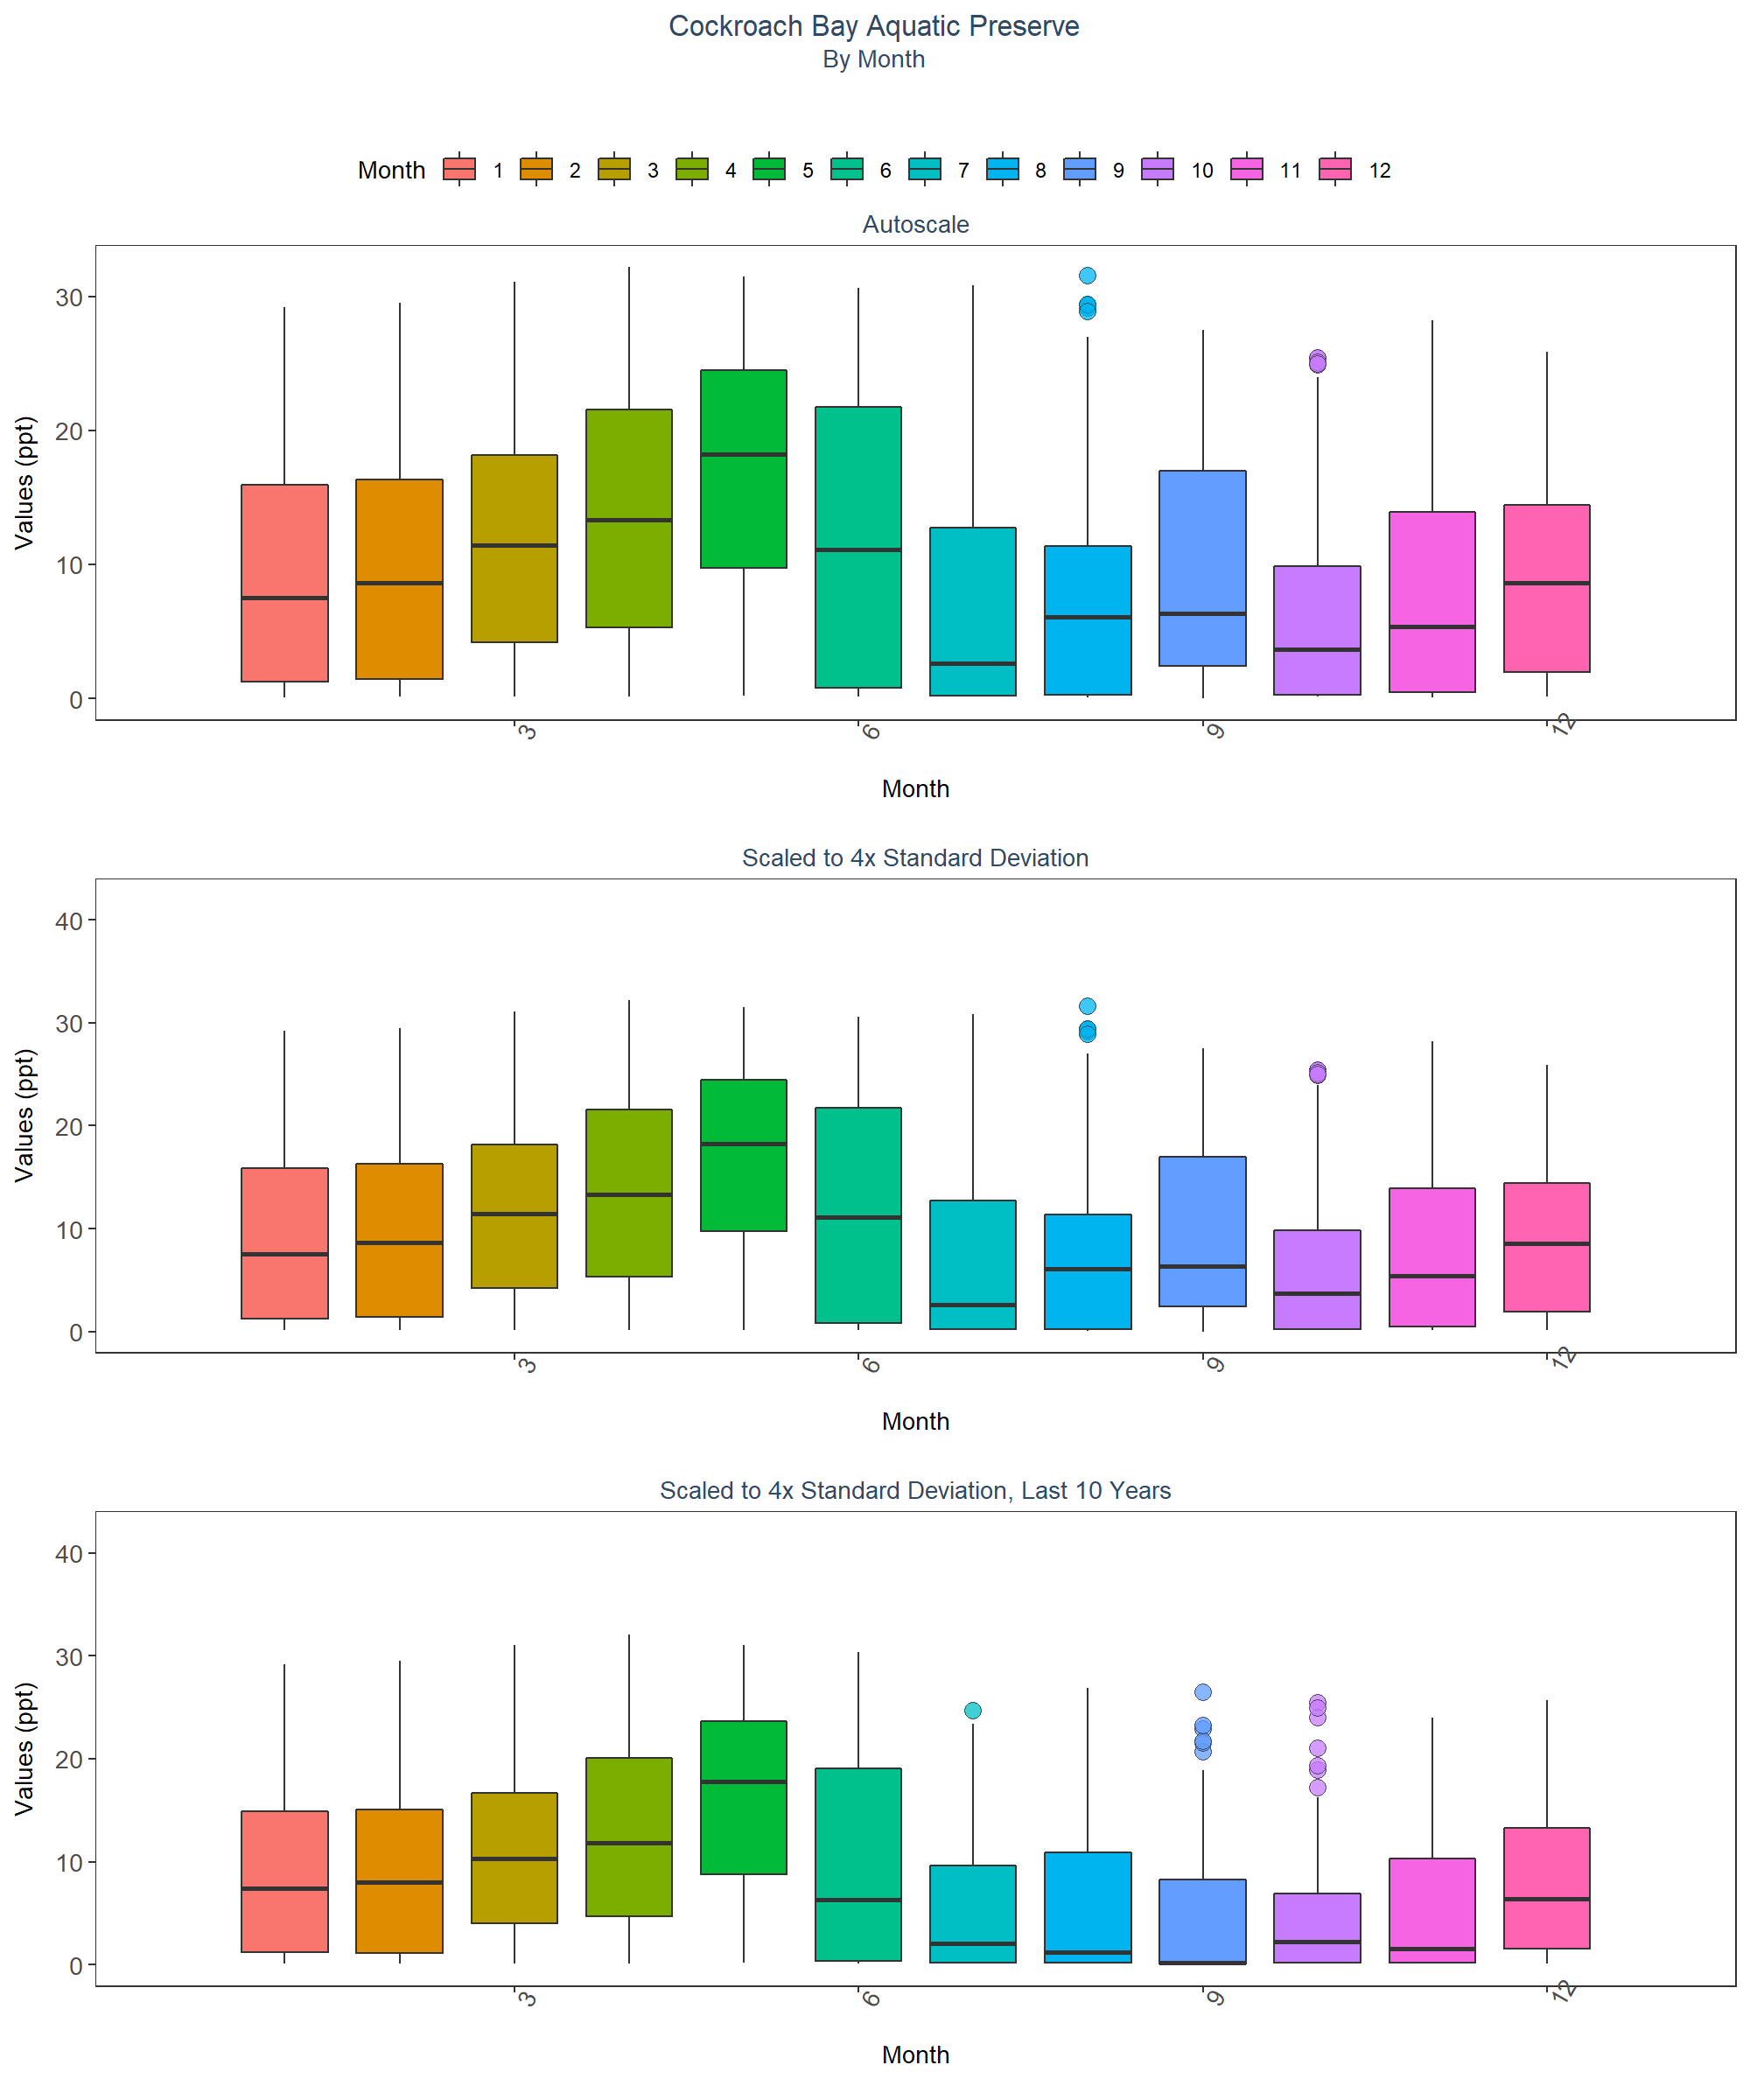 Cockroach Bay Aquatic Preserve
By Month
Month 1 2 3 4 5 6 7 8 9 10 11 12
Autoscale
Values (ppt)
30
20
10
0
3 6 9 12
Month
Scaled to 4x Standard Deviation
Values (ppt)
40
30
20
10
0
3 6 9 12
Month
Scaled to 4x Standard Deviation, Last 10 Years
Values (ppt)
40
30
20
10
0
3 6 9 12
Month